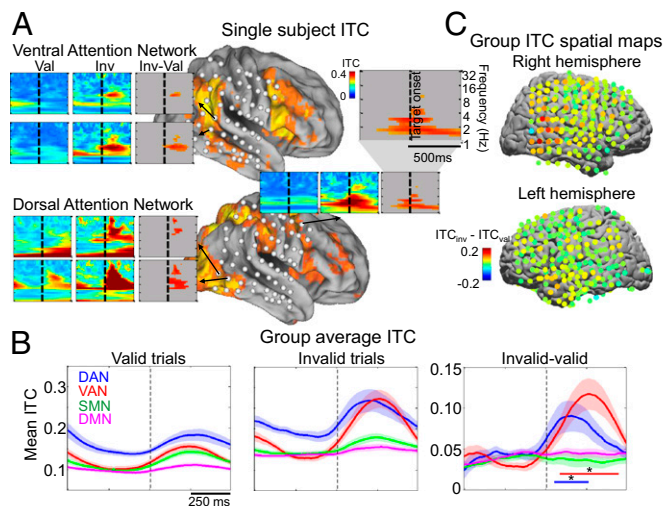 A
Single subject ITC
Ventral Attention Network
Val Inv Inv-Val
ITC
0.4
0
Target onset
32
16
8
4
2
1
Frequency (Hz)
500ms
Dorsal Attention Network
C
Group ITC spatial maps
Right hemisphere
Left hemisphere
ITCinv - ITCval
0.2
-0.2
B
Group average ITC
Valid trials
Invalid trials
Invalid-valid
Mean ITC
0.3
0.2
0.1
DAN
VAN
SMN
DMN
250 ms
0.15
0.10
0.05
0
*
*